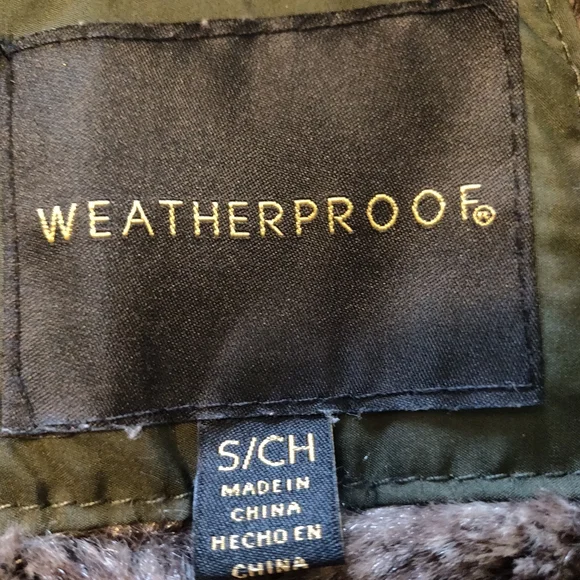 WEATHERPROOF®
S/CH
MADE IN
CHINA
HECHO EN
CHINA